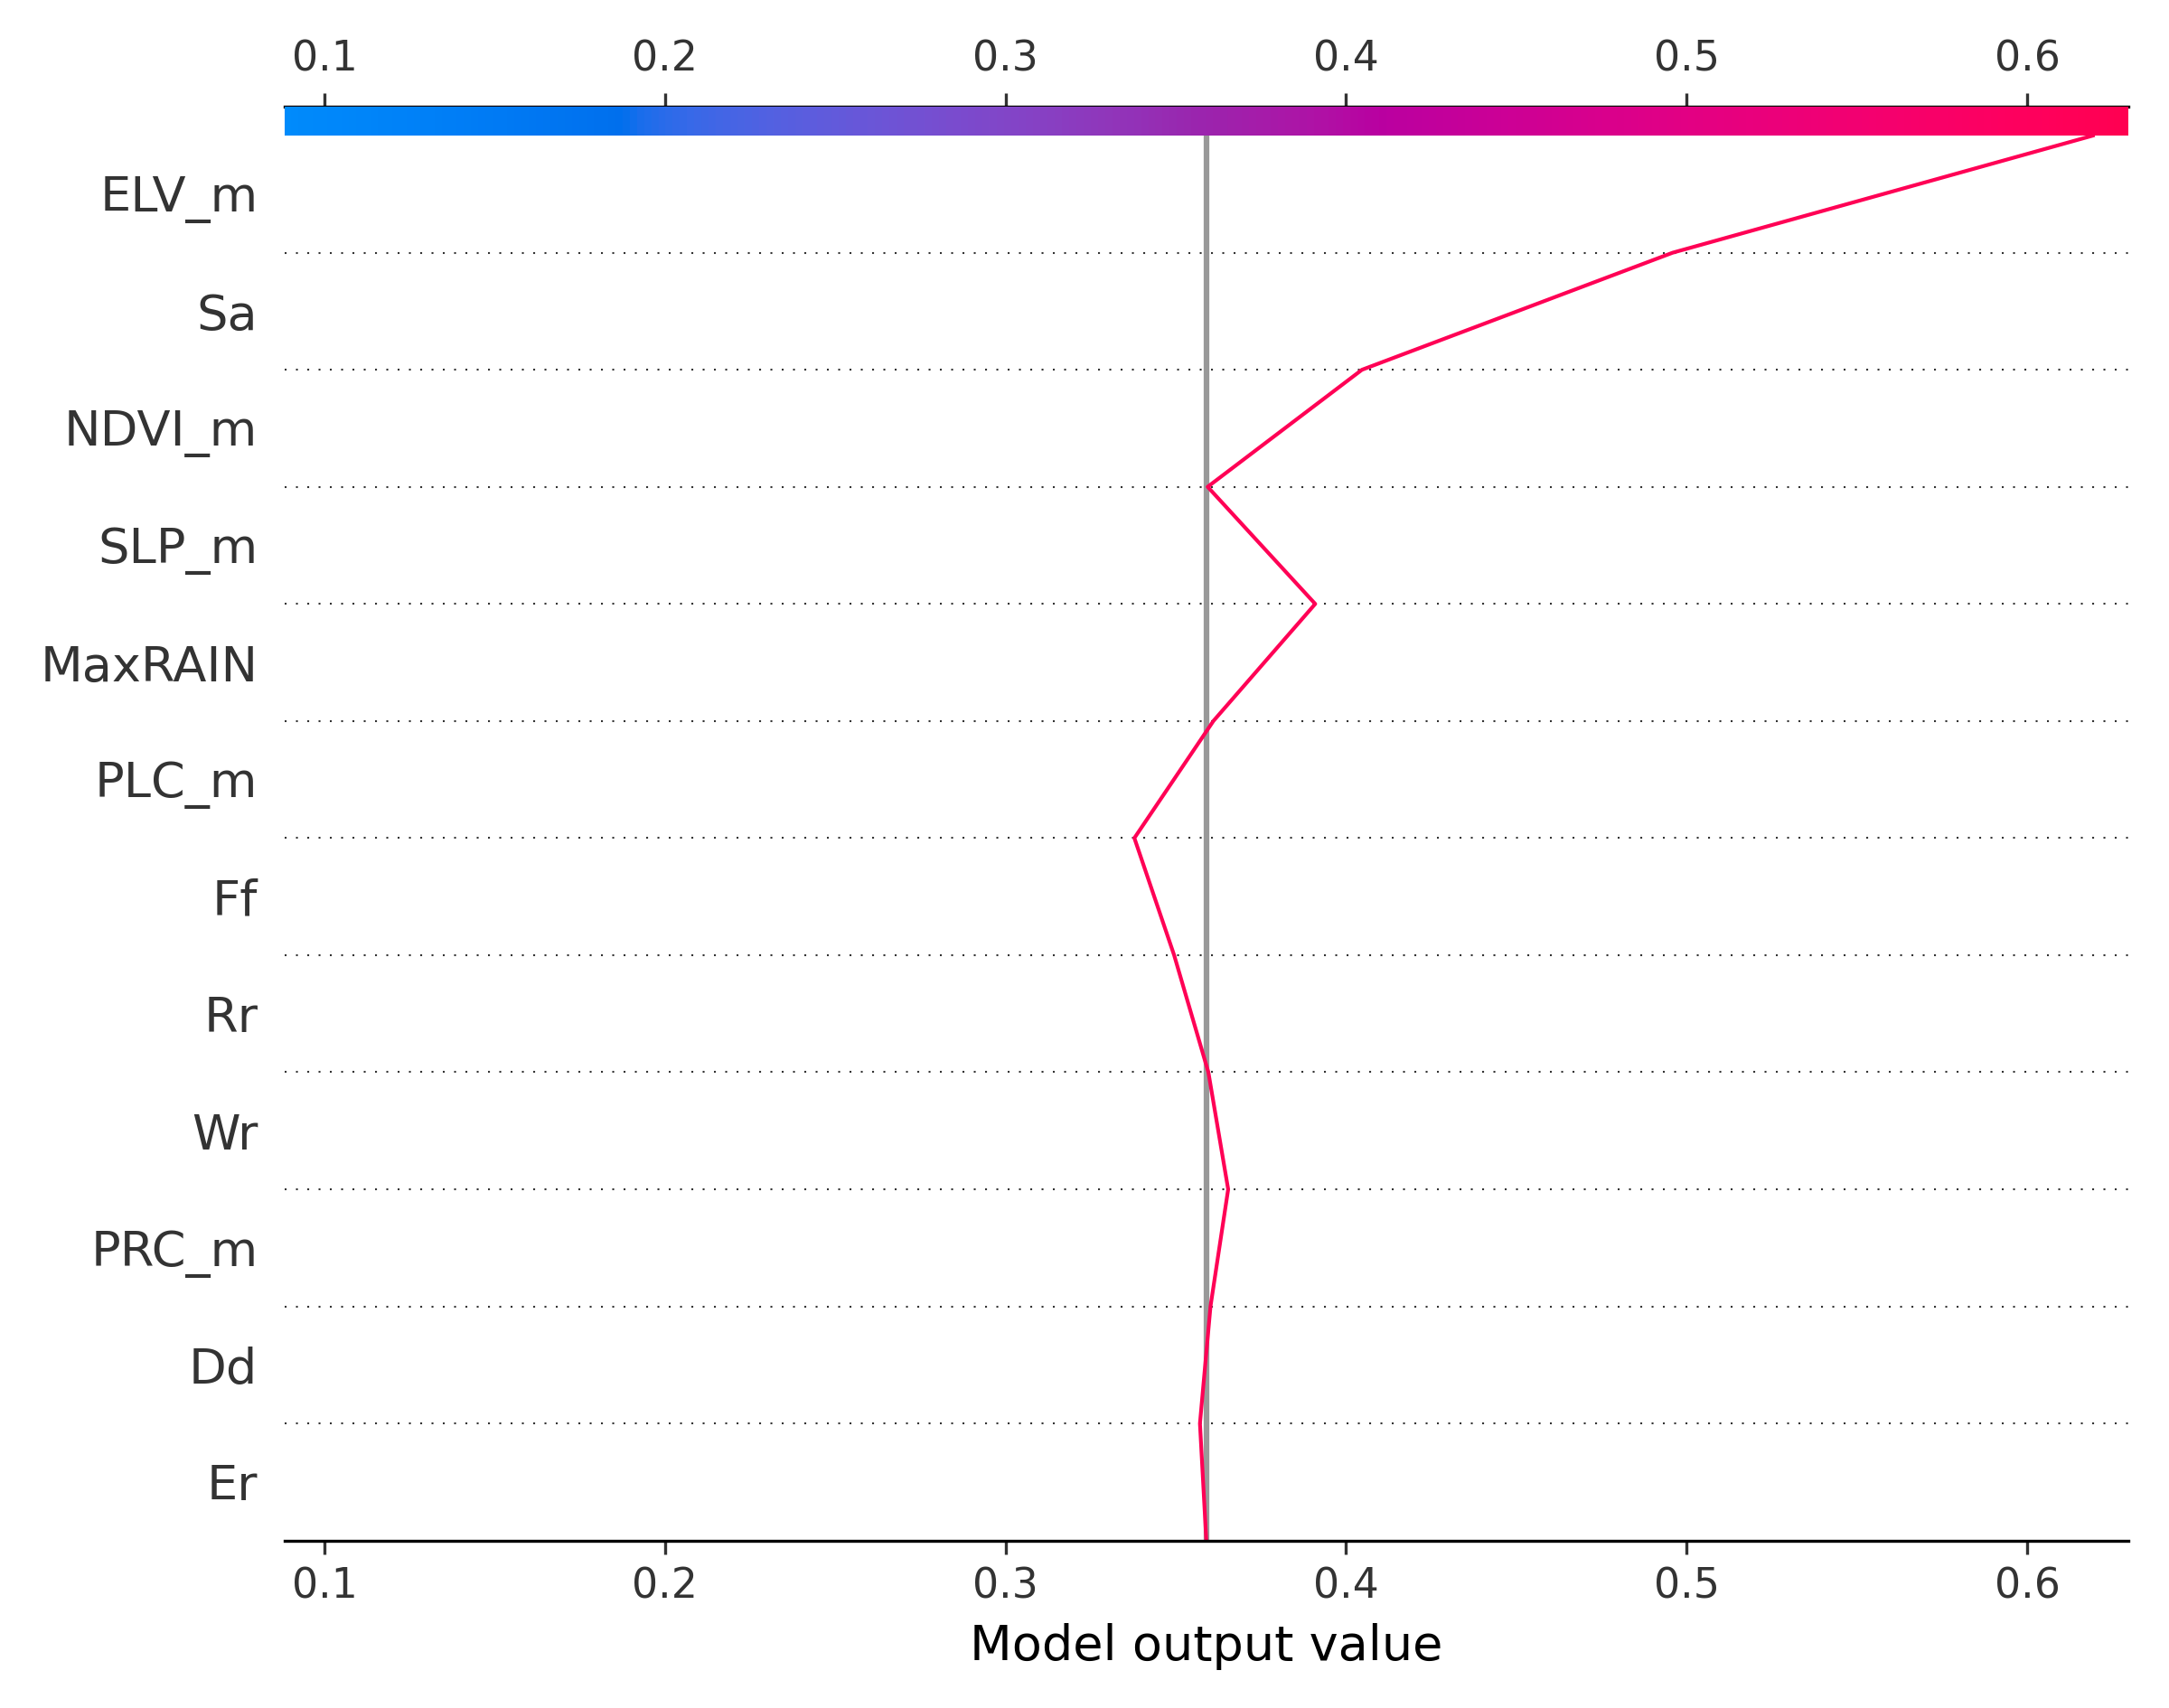 0.1 0.2 0.3 0.4 0.5 0.6
ELV_m
Sa
NDVI_m
SLP_m
MaxRAIN
PLC_m
Ff
Rr
Wr
PRC_m
Dd
Er
0.1 0.2 0.3 0.4 0.5 0.6
Model output value